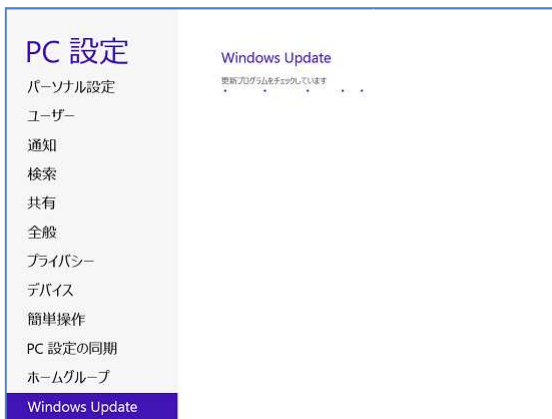 PC 設定
パーソナル設定
ユーザー
通知
検索
共有
全般
プライバシー
デバイス
簡単操作
PC 設定の同期
ホームグループ
Windows Update
Windows Update
更新プログラムをチェックしています